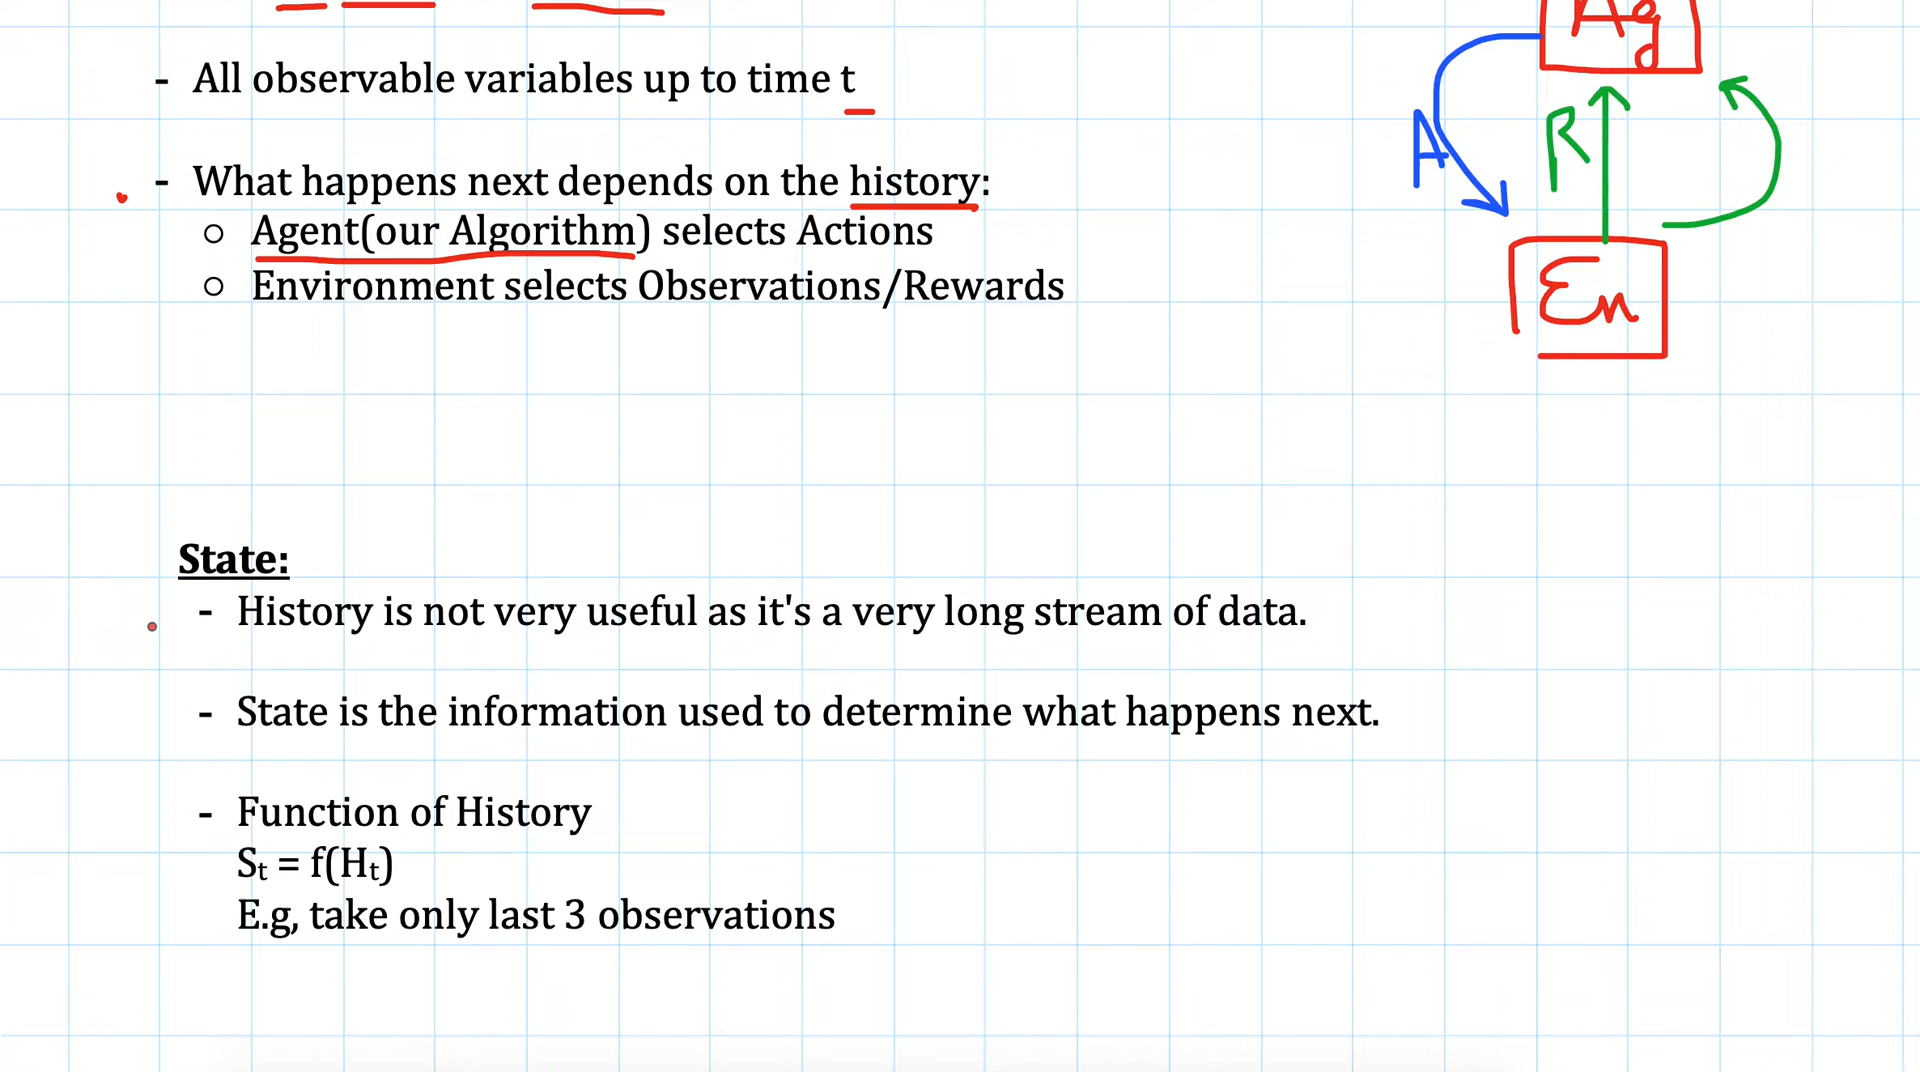 - All observable variables up to time t
- What happens next depends on the history:
○ Agent(our Algorithm) selects Actions
○ Environment selects Observations/Rewards
Ag
A
R
En
State:
- History is not very useful as it's a very long stream of data.
- State is the information used to determine what happens next.
- Function of History
Sₜ = f(Hₜ)
E.g, take only last 3 observations